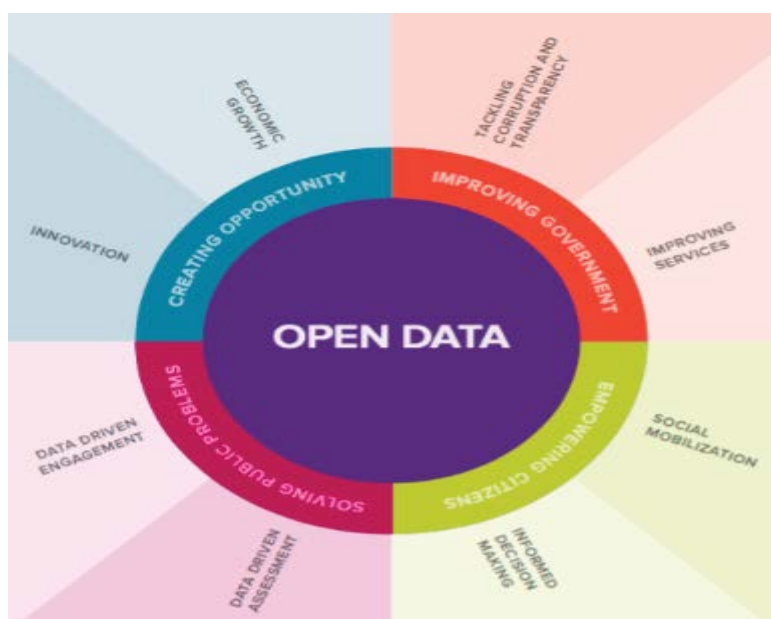 ECONOMIC
GROWTH
TACKLING
CORRUPTION AND
TRANSPARENCY
CREATING OPPORTUNITY
IMPROVING GOVERNMENT
INNOVATION
IMPROVING
SERVICES
OPEN DATA
DATA DRIVEN
ENGAGEMENT
SOLVING PUBLIC PROBLEMS
EMPOWERING CITIZENS
SOCIAL
MOBILIZATION
DATA DRIVEN
ASSESSMENT
INFORMED
DECISION
MAKING